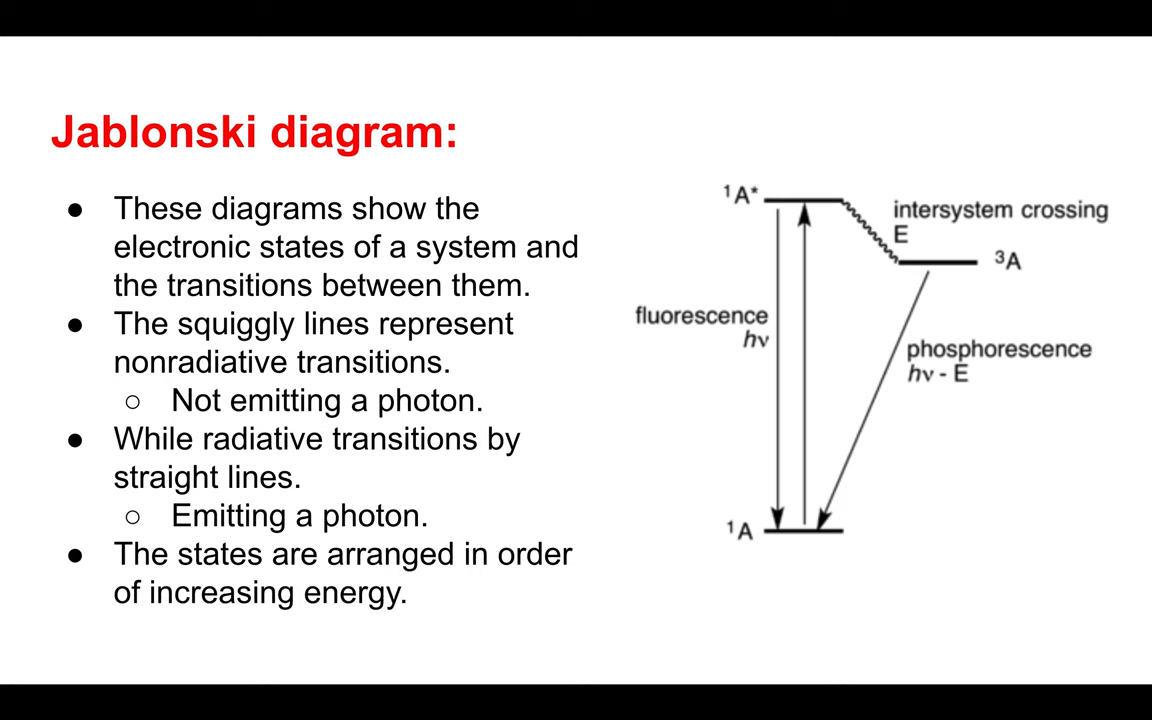 Jablonski diagram:
● These diagrams show the
electronic states of a system and
the transitions between them.
● The squiggly lines represent
nonradiative transitions.
○ Not emitting a photon.
● While radiative transitions by
straight lines.
○ Emitting a photon.
● The states are arranged in order
of increasing energy.
¹A*
intersystem crossing
E
³A
fluorescence
hν
phosphorescence
hν - E
¹A